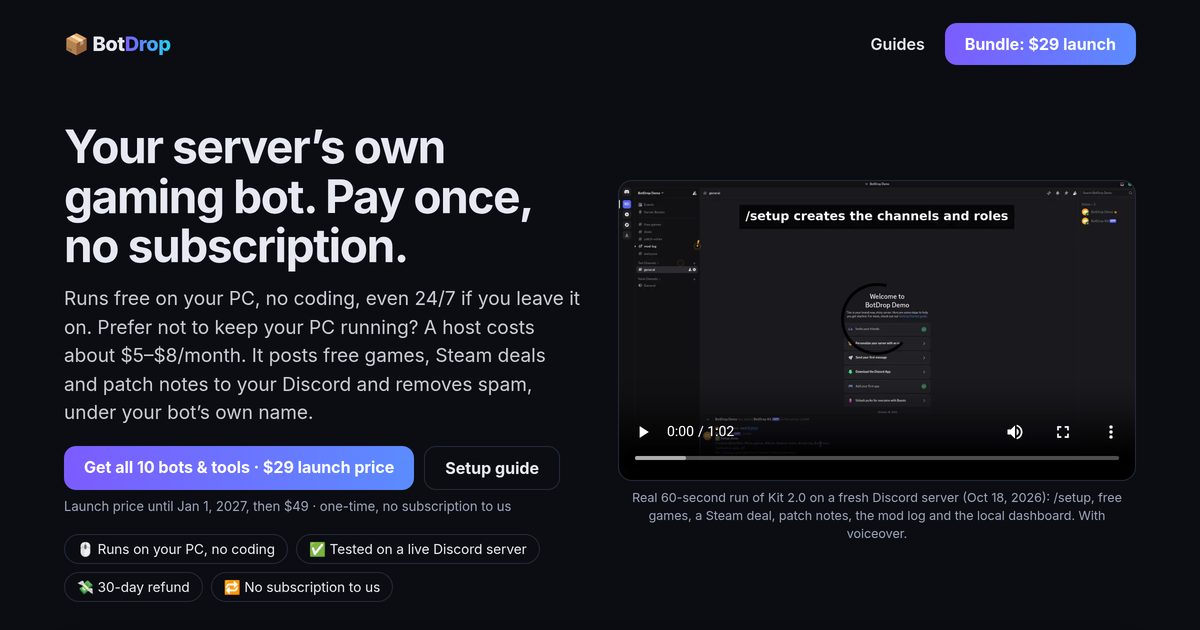 📦 BotDrop
Guides
Bundle: $29 launch
Your server’s own
gaming bot. Pay once,
no subscription.
Runs free on your PC, no coding, even 24/7 if you leave it
on. Prefer not to keep your PC running? A host costs
about $5–$8/month. It posts free games, Steam deals
and patch notes to your Discord and removes spam,
under your bot’s own name.
Get all 10 bots & tools · $29 launch price
Setup guide
Launch price until Jan 1, 2027, then $49 · one-time, no subscription to us
🖱️ Runs on your PC, no coding
✅ Tested on a live Discord server
💸 30-day refund
🔁 No subscription to us
/setup creates the channels and roles
Welcome to
BotDrop Demo
0:00 / 1:02
Real 60-second run of Kit 2.0 on a fresh Discord server (Oct 18, 2026): /setup, free
games, a Steam deal, patch notes, the mod log and the local dashboard. With
voiceover.